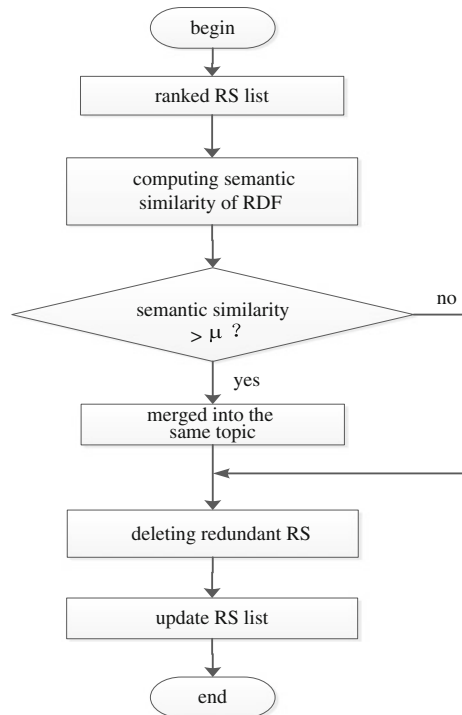 begin
ranked RS list
computing semantic
similarity of RDF
semantic similarity
> μ ?
no
yes
merged into the
same topic
deleting redundant RS
update RS list
end